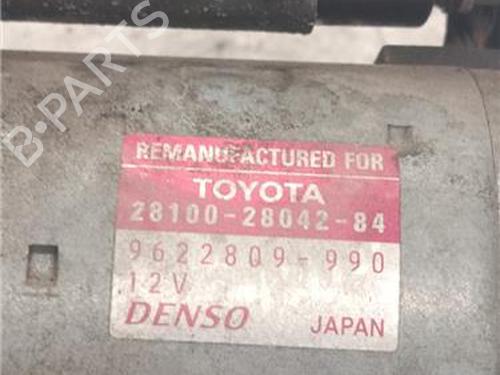 B-PARTS
REMANUFACTURED FOR
TOYOTA
28100-28042-84
9622809-990
12V
DENSO JAPAN